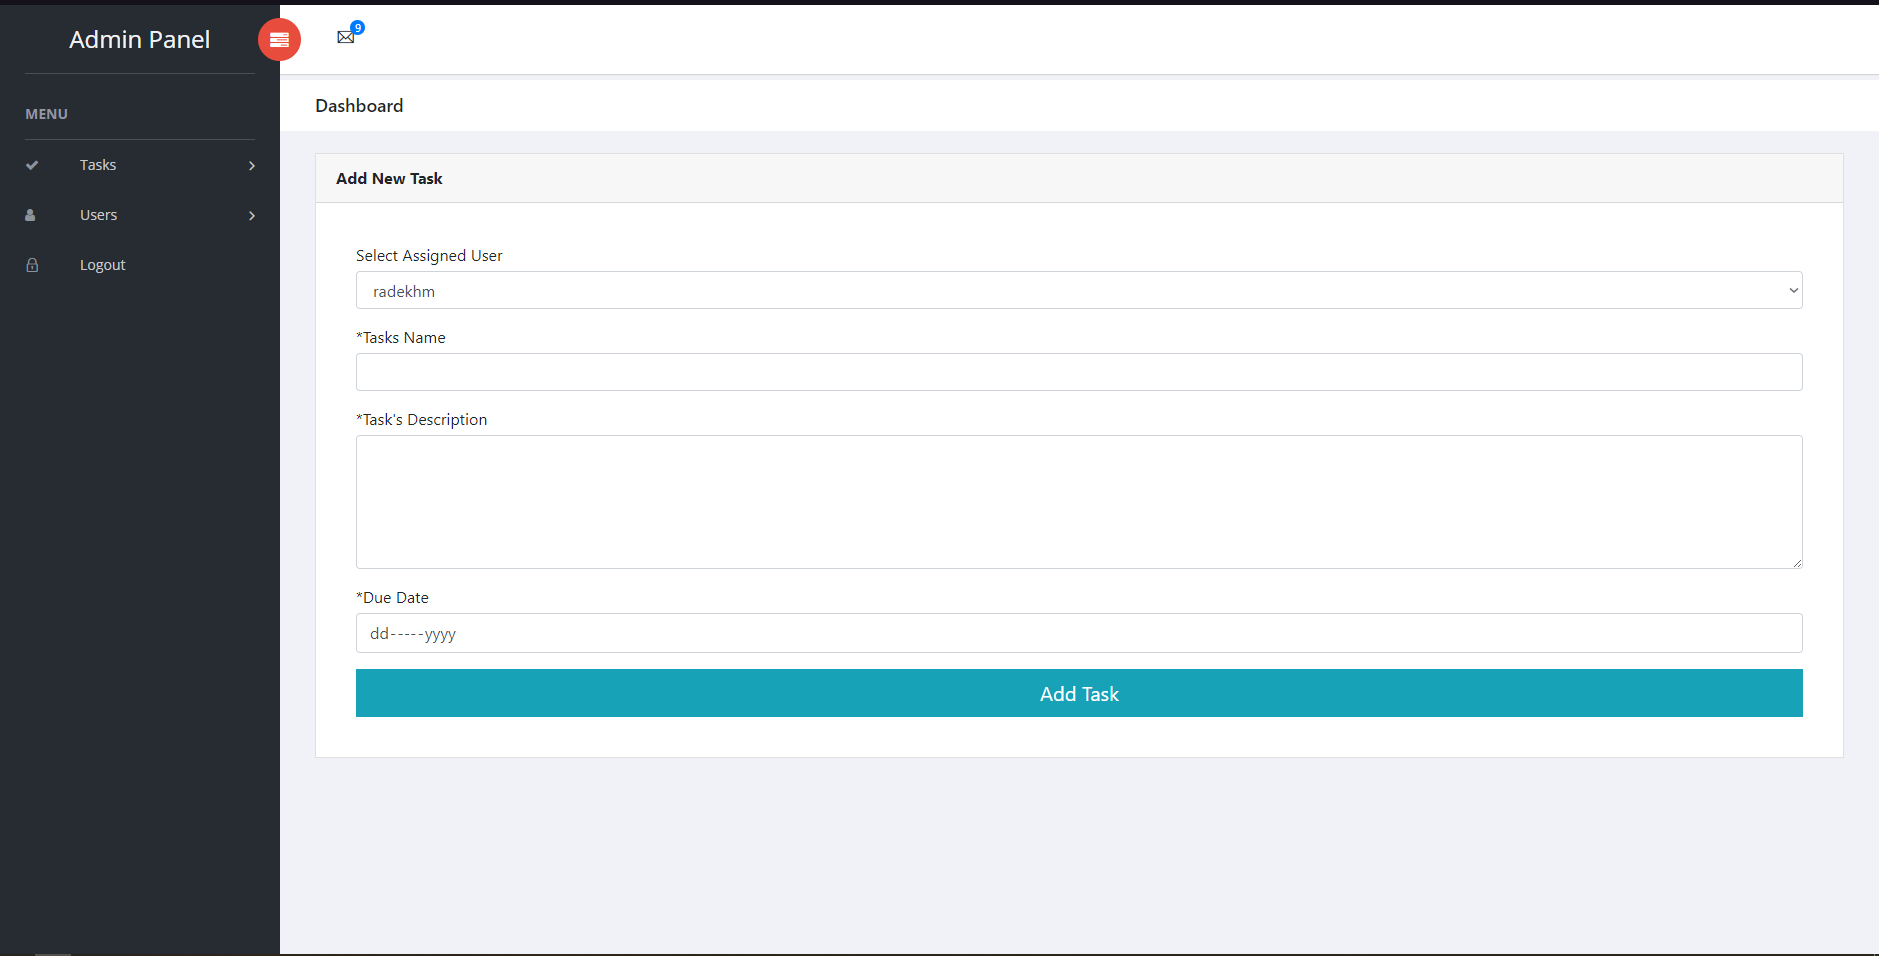 Admin Panel
9
MENU
Tasks
Users
Logout
Dashboard
Add New Task
Select Assigned User
radekhm
*Tasks Name
*Task's Description
*Due Date
dd-----yyyy
Add Task